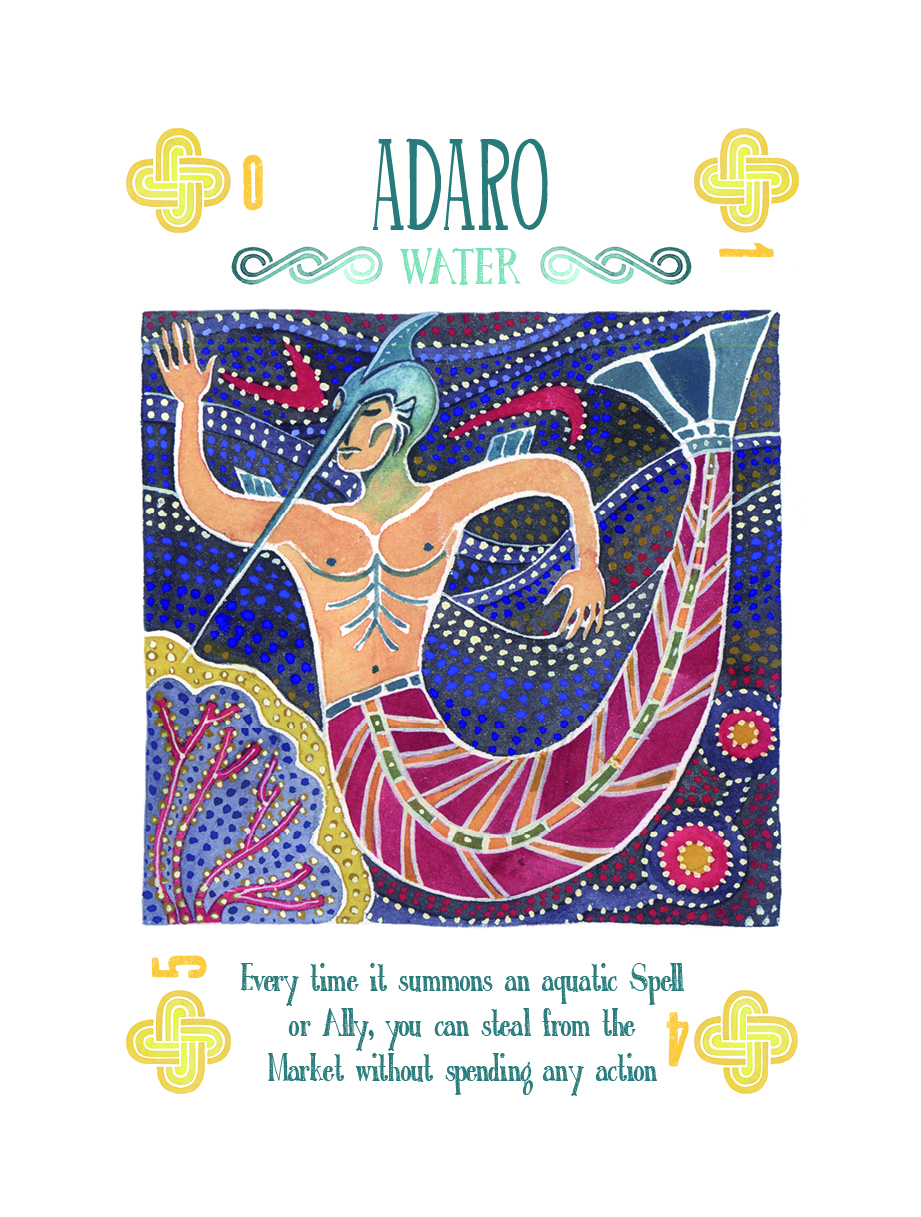 0
ADARO
1
WATER
5
Every time it summons an aquatic Spell
or Ally, you can steal from the
4
Market without spending any action